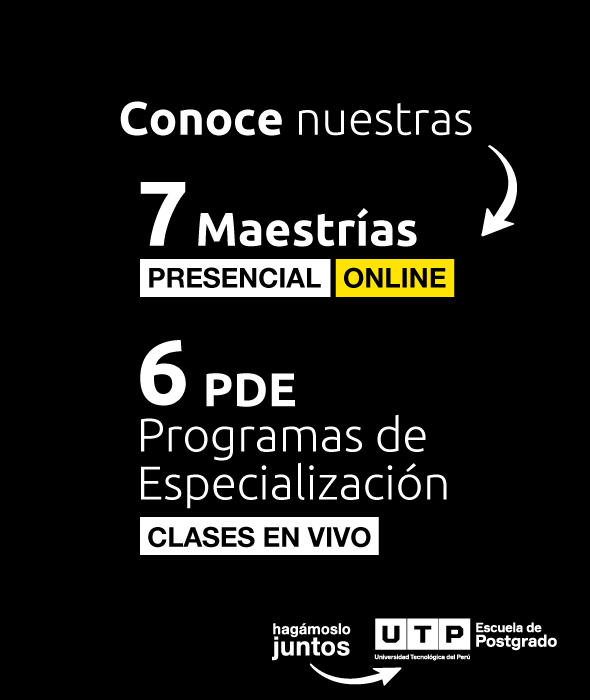 Conoce nuestras
7 Maestrías
PRESENCIAL ONLINE
6 PDE
Programas de
Especialización
CLASES EN VIVO
hagámoslo
juntos
UTP
Universidad Tecnológica del Perú
Escuela de
Postgrado